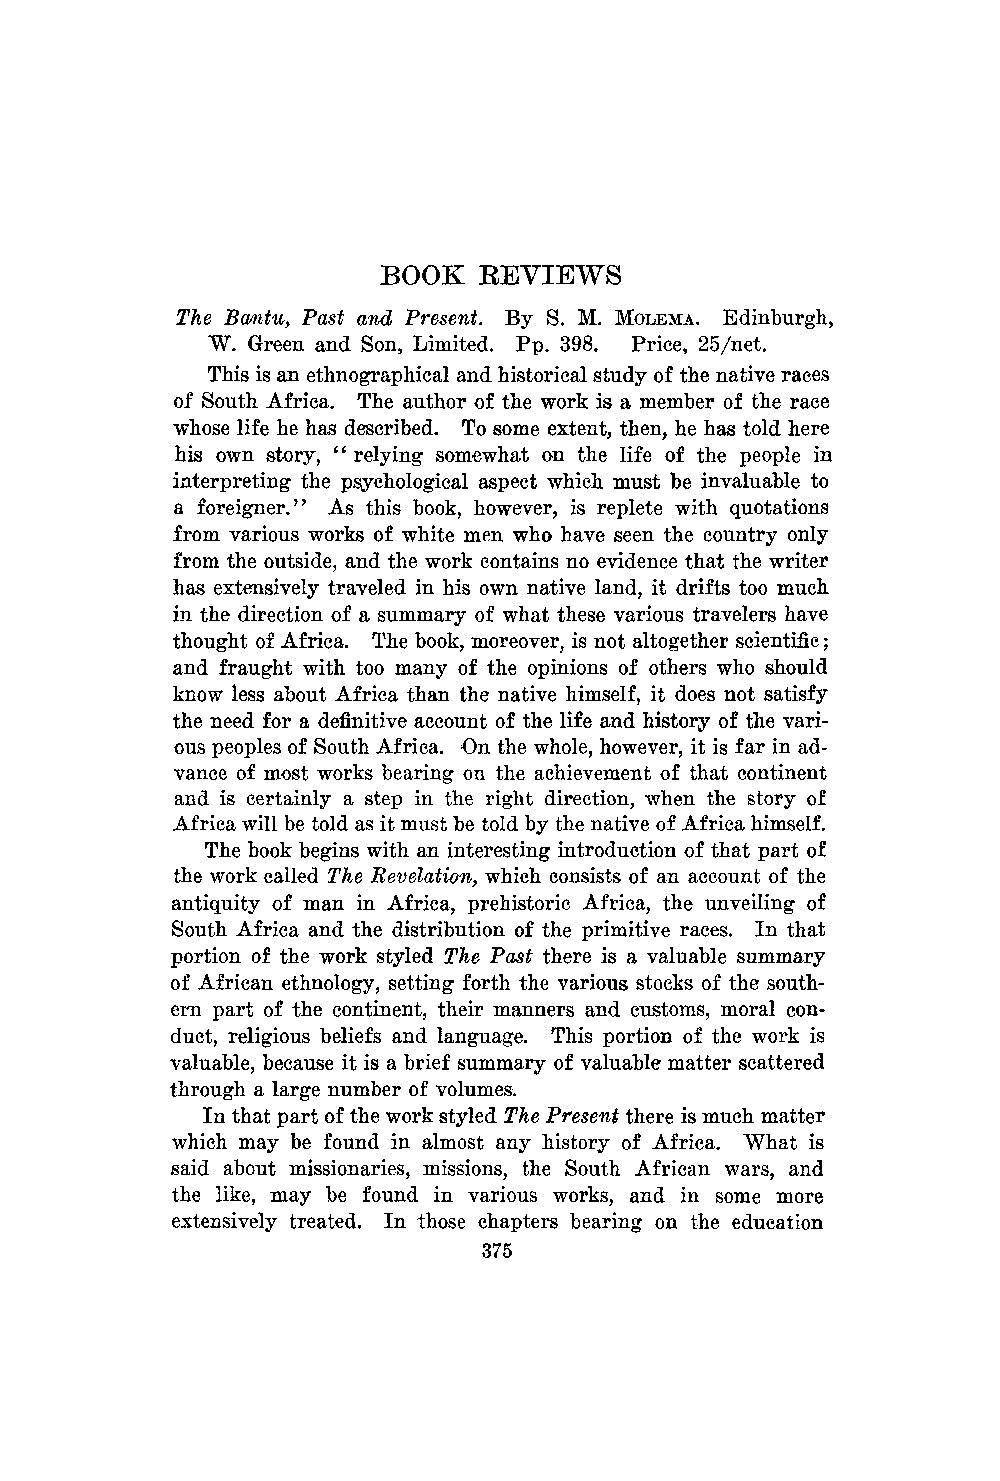 BOOK REVIEWS
The Bantu, Past and Present. By S. M. MOLEMA. Edinburgh,
W. Green and Son, Limited. Pp. 398. Price, 25/net.
This is an ethnographical and historical study of the native races
of South Africa. The author of the work is a member of the race
whose life he has described. To some extent, then, he has told here
his own story, “relying somewhat on the life of the people in
interpreting the psychological aspect which must be invaluable to
a foreigner.” As this book, however, is replete with quotations
from various works of white men who have seen the country only
from the outside, and the work contains no evidence that the writer
has extensively traveled in his own native land, it drifts too much
in the direction of a summary of what these various travelers have
thought of Africa. The book, moreover, is not altogether scientific;
and fraught with too many of the opinions of others who should
know less about Africa than the native himself, it does not satisfy
the need for a definitive account of the life and history of the vari-
ous peoples of South Africa. On the whole, however, it is far in ad-
vance of most works bearing on the achievement of that continent
and is certainly a step in the right direction, when the story of
Africa will be told as it must be told by the native of Africa himself.
The book begins with an interesting introduction of that part of
the work called The Revelation, which consists of an account of the
antiquity of man in Africa, prehistoric Africa, the unveiling of
South Africa and the distribution of the primitive races. In that
portion of the work styled The Past there is a valuable summary
of African ethnology, setting forth the various stocks of the south-
ern part of the continent, their manners and customs, moral con-
duct, religious beliefs and language. This portion of the work is
valuable, because it is a brief summary of valuable matter scattered
through a large number of volumes.
In that part of the work styled The Present there is much matter
which may be found in almost any history of Africa. What is
said about missionaries, missions, the South African wars, and
the like, may be found in various works, and in some more
extensively treated. In those chapters bearing on the education
375